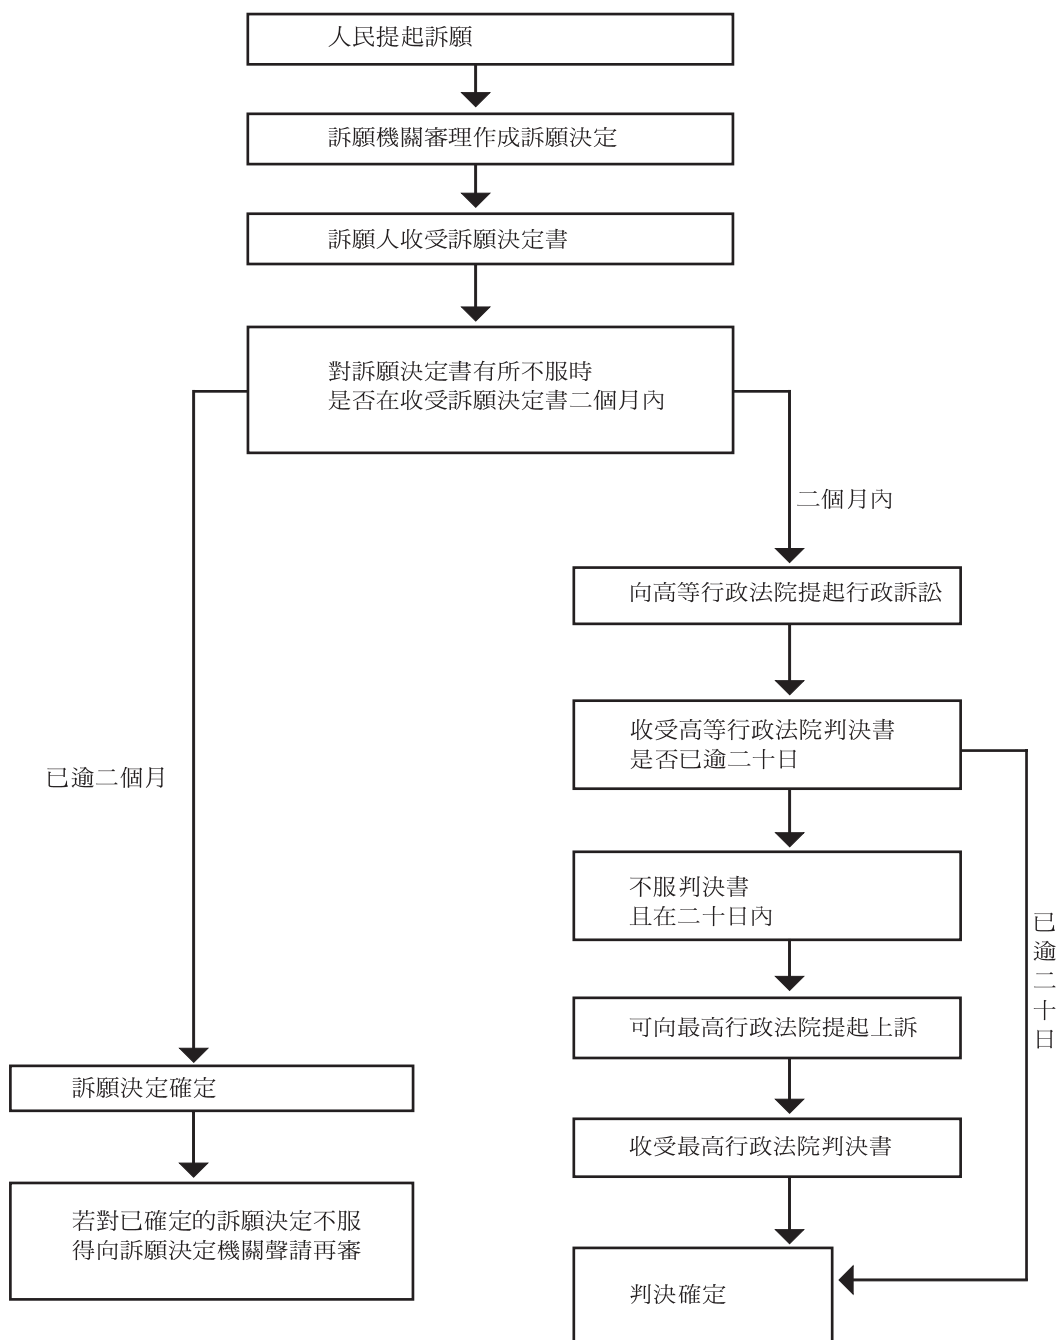 人民提起訴願
訴願機關審理作成訴願決定
訴願人收受訴願決定書
對訴願決定書有所不服時
是否在收受訴願決定書二個月內
二個月內
向高等行政法院提起行政訴訟
收受高等行政法院判決書
是否已逾二十日
已逾二個月
不服判決書
且在二十日內
已逾二十日
可向最高行政法院提起上訴
訴願決定確定
收受最高行政法院判決書
若對已確定的訴願決定不服
得向訴願決定機關聲請再審
判決確定